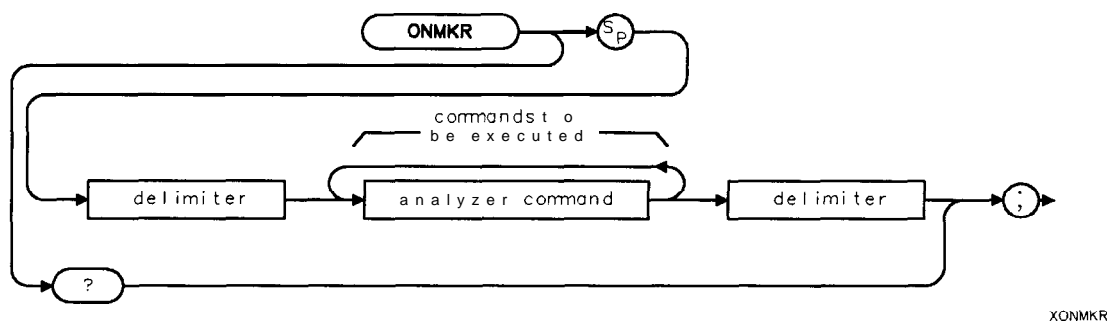 ONMKR SP
commandst o
be executed
delimiter analyzer command delimiter ;
?
XONMKR